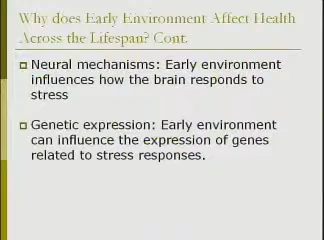 Why does Early Environment Affect Health
Across the Lifespan? Cont.
Neural mechanisms: Early environment
influences how the brain responds to
stress
Genetic expression: Early environment
can influence the expression of genes
related to stress responses.